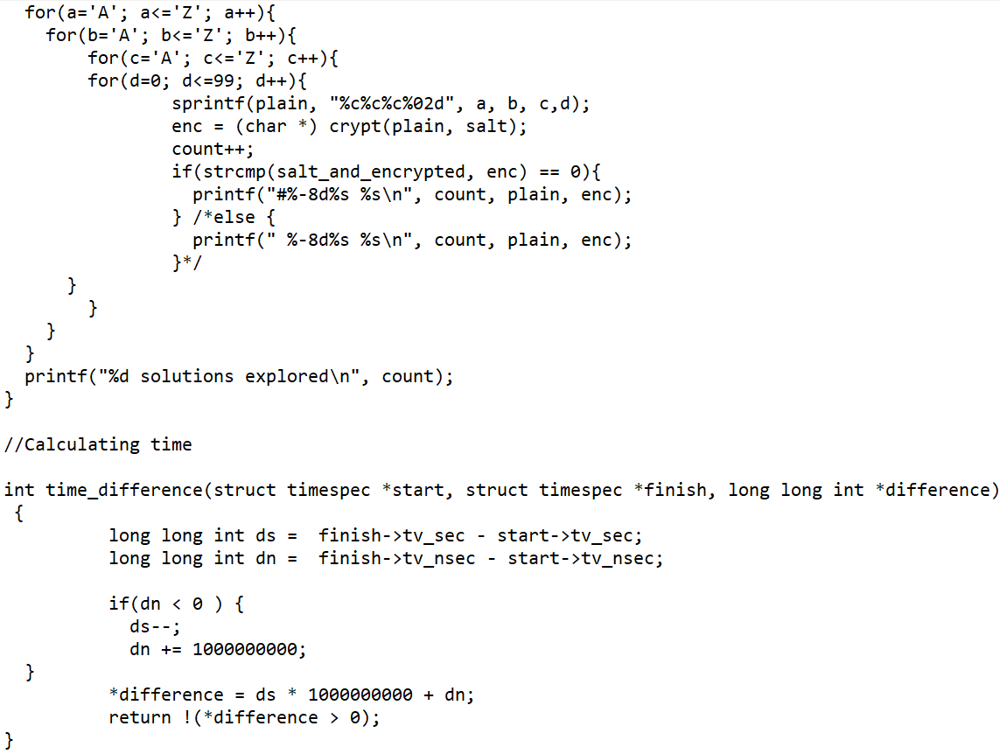 for(a='A'; a<='Z'; a++){
for(b='A'; b<='Z'; b++){
for(c='A'; c<='Z'; c++){
for(d=0; d<=99; d++){
sprintf(plain, "%c%c%c%02d", a, b, c,d);
enc = (char *) crypt(plain, salt);
count++;
if(strcmp(salt_and_encrypted, enc) == 0){
printf("#%-8d%s %s\n", count, plain, enc);
} /*else {
printf(" %-8d%s %s\n", count, plain, enc);
}*/
}
}
}
}
printf("%d solutions explored\n", count);
}
//Calculating time
int time_difference(struct timespec *start, struct timespec *finish, long long int *difference)
{
long long int ds =  finish->tv_sec - start->tv_sec;
long long int dn =  finish->tv_nsec - start->tv_nsec;
if(dn < 0 ) {
ds--;
dn += 1000000000;
}
*difference = ds * 1000000000 + dn;
return !(*difference > 0);
}